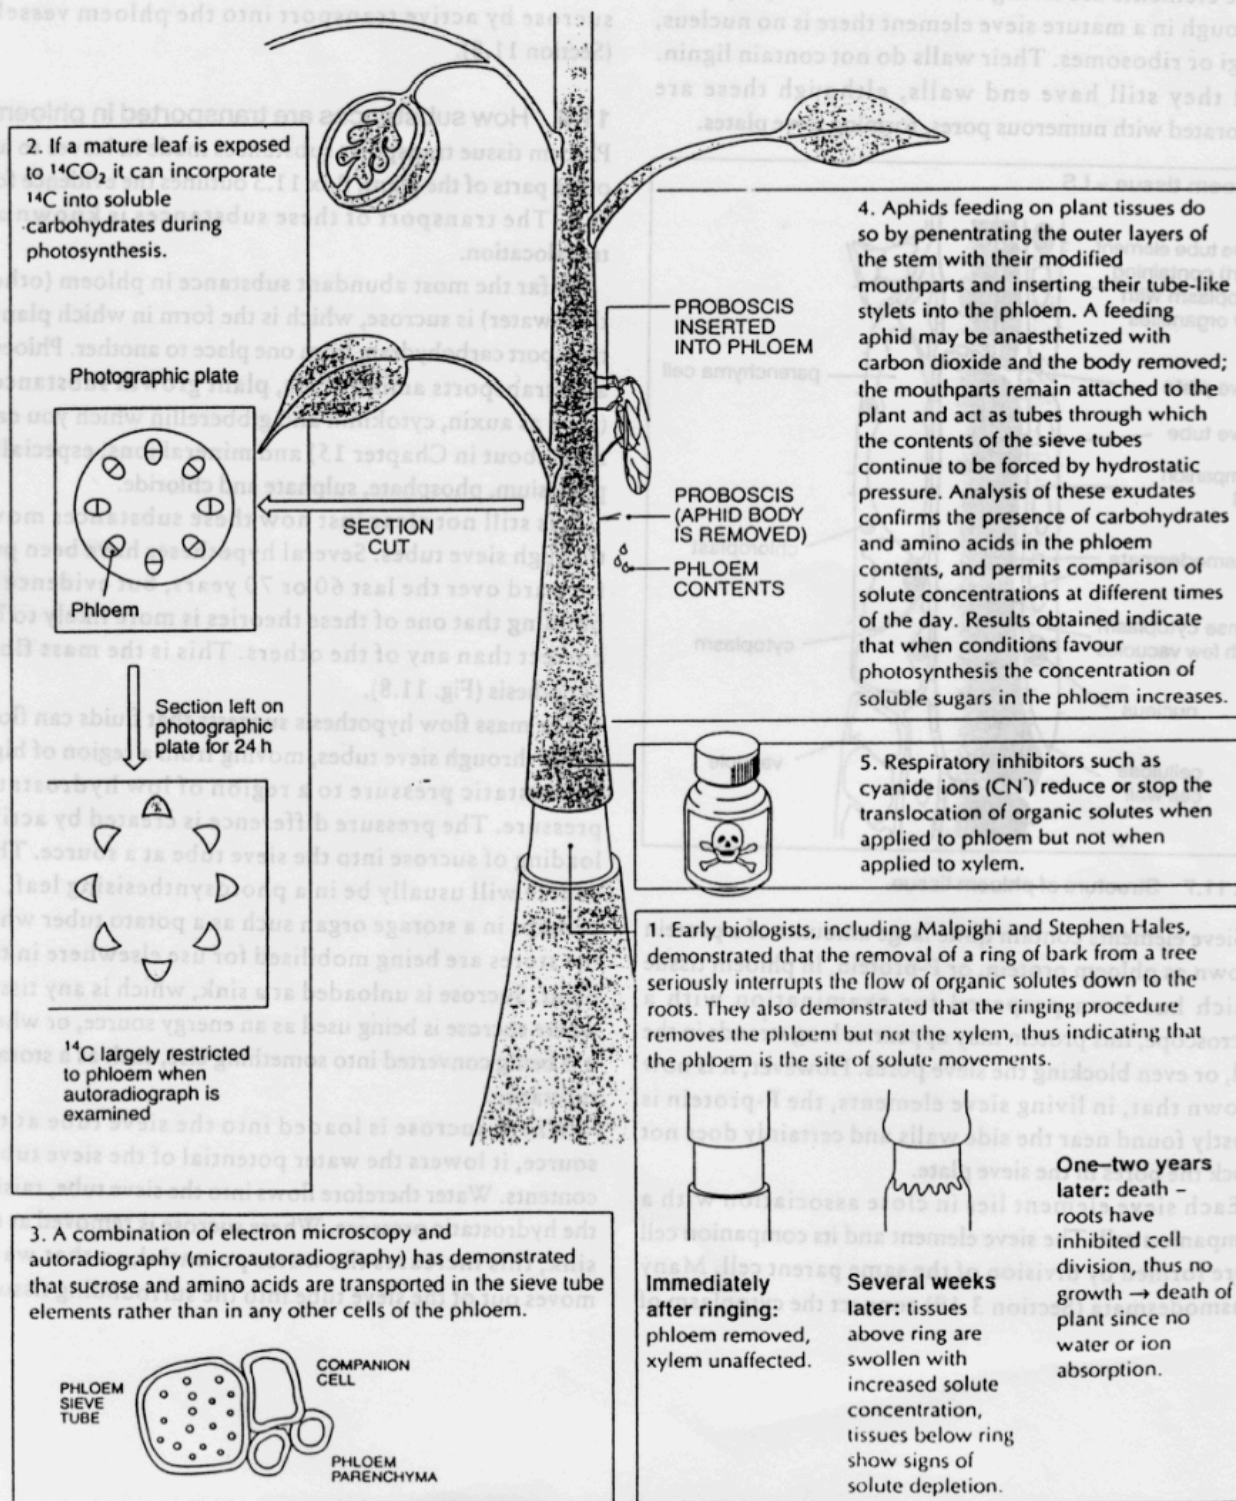 2. If a mature leaf is exposed
to ¹⁴CO₂ it can incorporate
¹⁴C into soluble
carbohydrates during
photosynthesis.
Photographic plate
Phloem
SECTION
CUT
Section left on
photographic
plate for 24 h
¹⁴C largely restricted
to phloem when
autoradiograph is
examined
3. A combination of electron microscopy and
autoradiography (microautoradiography) has demonstrated
that sucrose and amino acids are transported in the sieve tube
elements rather than in any other cells of the phloem.
PHLOEM
SIEVE
TUBE
COMPANION
CELL
PHLOEM
PARENCHYMA
PROBOSCIS
INSERTED
INTO PHLOEM
PROBOSCIS
(APHID BODY
IS REMOVED)
PHLOEM
CONTENTS
4. Aphids feeding on plant tissues do
so by penetrating the outer layers of
the stem with their modified
mouthparts and inserting their tube-like
stylets into the phloem. A feeding
aphid may be anaesthetized with
carbon dioxide and the body removed;
the mouthparts remain attached to the
plant and act as tubes through which
the contents of the sieve tubes
continue to be forced by hydrostatic
pressure. Analysis of these exudates
confirms the presence of carbohydrates
and amino acids in the phloem
contents, and permits comparison of
solute concentrations at different times
of the day. Results obtained indicate
that when conditions favour
photosynthesis the concentration of
soluble sugars in the phloem increases.
5. Respiratory inhibitors such as
cyanide ions (CN⁻) reduce or stop the
translocation of organic solutes when
applied to phloem but not when
applied to xylem.
1. Early biologists, including Malpighi and Stephen Hales,
demonstrated that the removal of a ring of bark from a tree
seriously interrupts the flow of organic solutes down to the
roots. They also demonstrated that the ringing procedure
removes the phloem but not the xylem, thus indicating that
the phloem is the site of solute movements.
Immediately
after ringing:
phloem removed,
xylem unaffected.
Several weeks
later: tissues
above ring are
swollen with
increased solute
concentration,
tissues below ring
show signs of
solute depletion.
One–two years
later: death –
roots have
inhibited cell
division, thus no
growth → death of
plant since no
water or ion
absorption.